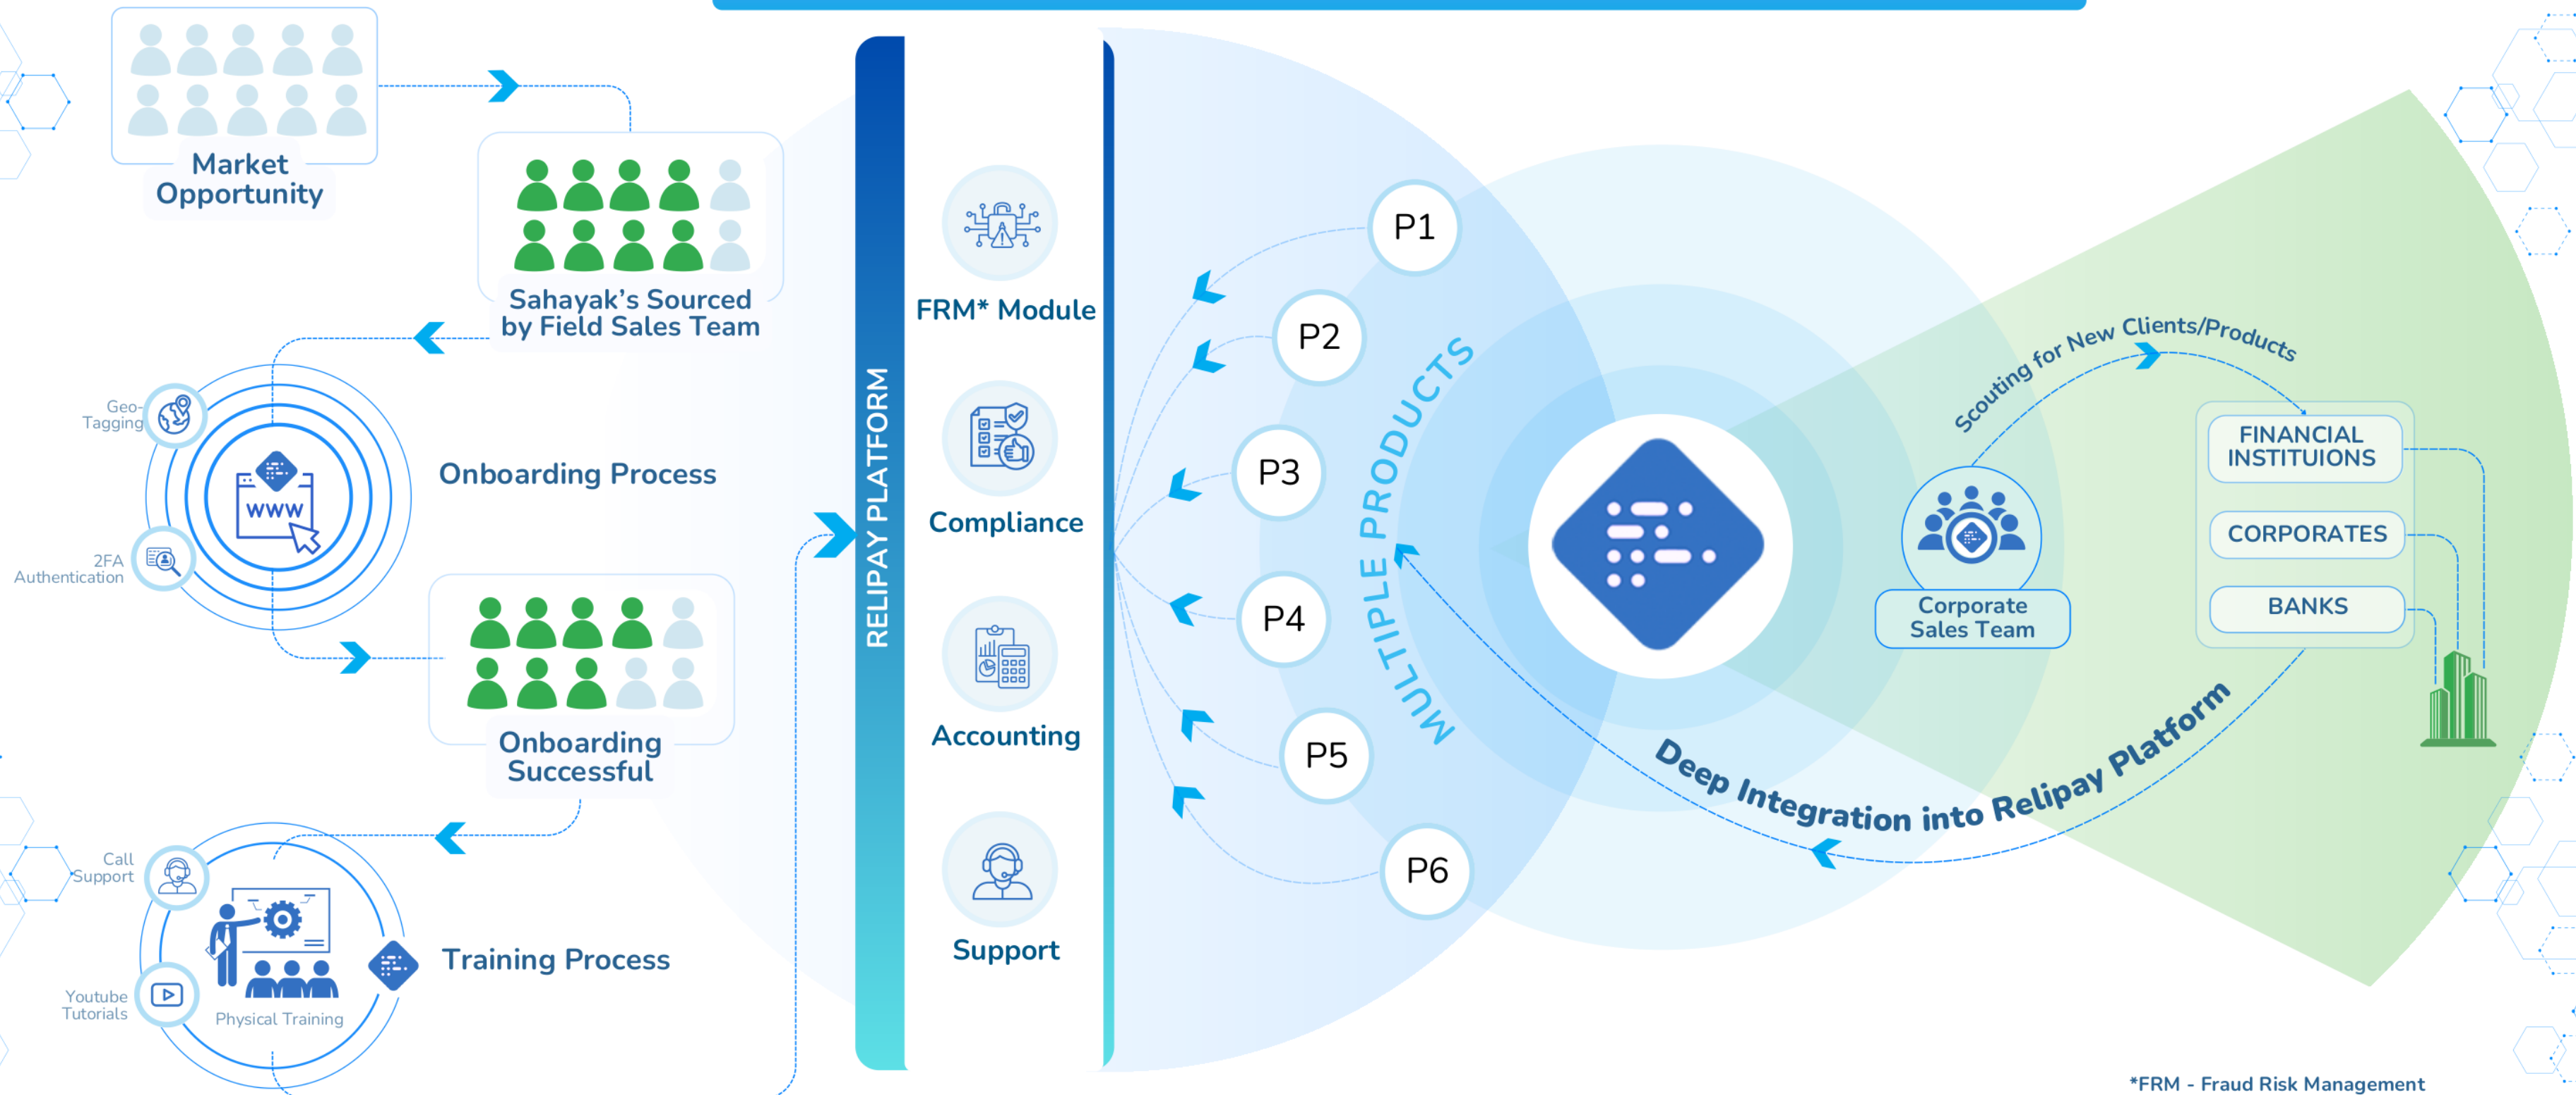 Market
Opportunity
Sahayak’s Sourced
by Field Sales Team
Geo-
Tagging
WWW
Onboarding Process
2FA
Authentication
Onboarding
Successful
Call
Support
Youtube
Tutorials
Physical Training
Training Process
RELIPAY PLATFORM
FRM* Module
Compliance
Accounting
Support
P1
P2
P3
P4
P5
P6
MULTIPLE PRODUCTS
Scouting for New Clients/Products
Corporate
Sales Team
FINANCIAL
INSTITUIONS
CORPORATES
BANKS
Deep Integration into Relipay Platform
*FRM - Fraud Risk Management